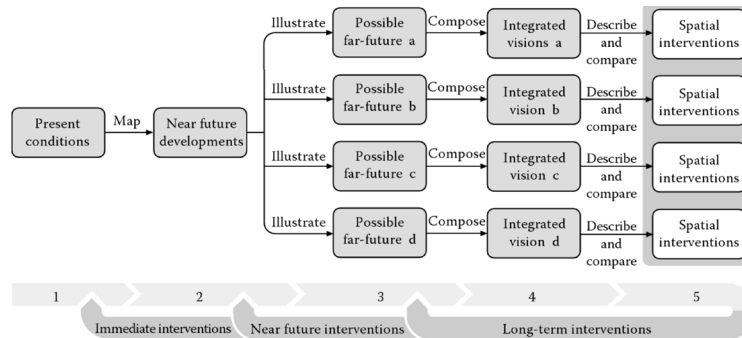 Illustrate
Possible
far-future a
Compose
Integrated
visions a
Describe
and
compare
Spatial
interventions
Illustrate
Possible
far-future b
Compose
Integrated
vision b
Describe
and
compare
Spatial
interventions
Present
conditions
Map
Near future
developments
Illustrate
Possible
far-future c
Compose
Integrated
vision c
Describe
and
compare
Spatial
interventions
Illustrate
Possible
far-future d
Compose
Integrated
vision d
Describe
and
compare
Spatial
interventions
1 2 3 4 5
Immediate interventions Near future interventions Long-term interventions